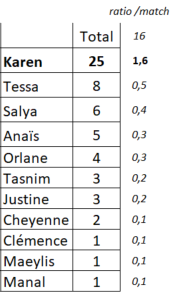 ratio /match
Total 16
Karen 25 1,6
Tessa 8 0,5
Salya 6 0,4
Anaïs 5 0,3
Orlane 4 0,3
Tasnim 3 0,2
Justine 3 0,2
Cheyenne 2 0,1
Clémence 1 0,1
Maeylis 1 0,1
Manal 1 0,1